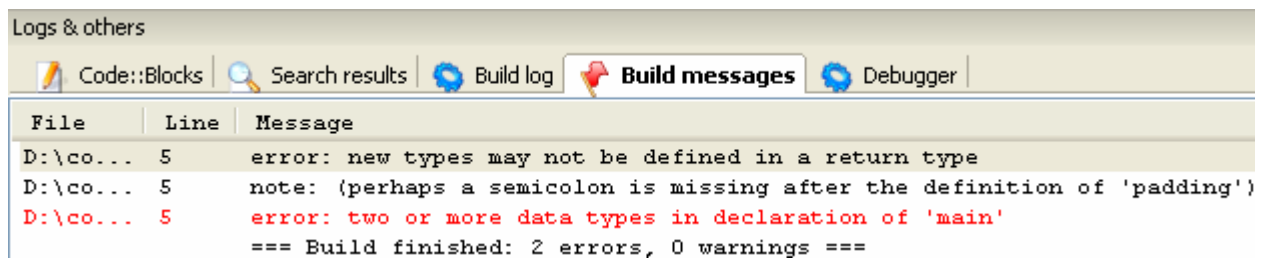 Logs & others
Code::Blocks Search results Build log Build messages Debugger
File Line Message
D:\co... 5 error: new types may not be defined in a return type
D:\co... 5 note: (perhaps a semicolon is missing after the definition of 'padding')
D:\co... 5 error: two or more data types in declaration of 'main'
=== Build finished: 2 errors, 0 warnings ===